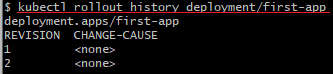 $ kubectl rollout history deployment/first-app
deployment.apps/first-app
REVISION  CHANGE-CAUSE
1         <none>
2         <none>